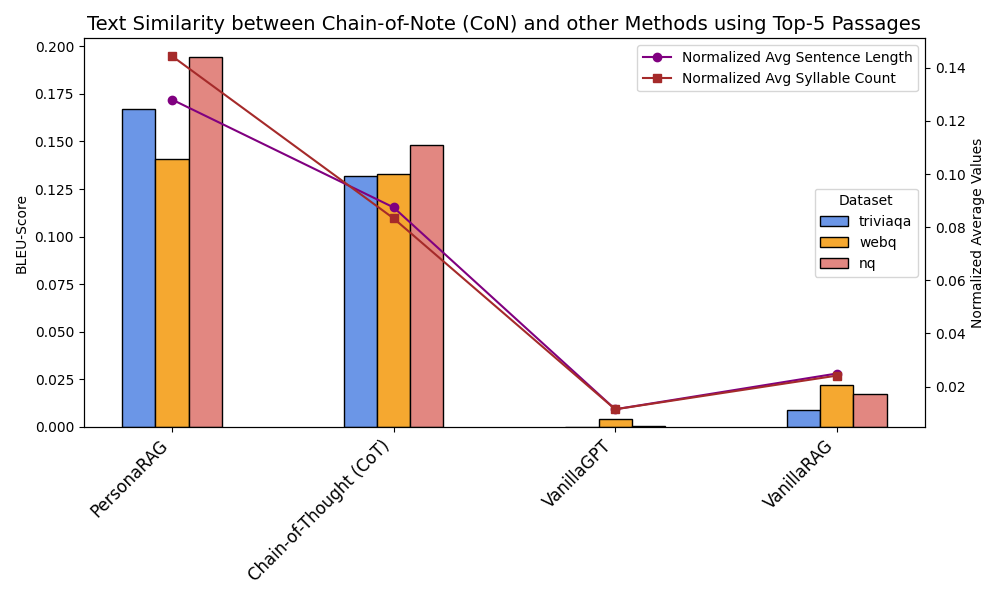 Text Similarity between Chain-of-Note (CoN) and other Methods using Top-5 Passages
Normalized Avg Sentence Length
Normalized Avg Syllable Count
Dataset
triviaqa
webq
nq
BLEU-Score
0.200
0.175
0.150
0.125
0.100
0.075
0.050
0.025
0.000
Normalized Average Values
0.14
0.12
0.10
0.08
0.06
0.04
0.02
PersonaRAG
Chain-of-Thought (CoT)
VanillaGPT
VanillaRAG